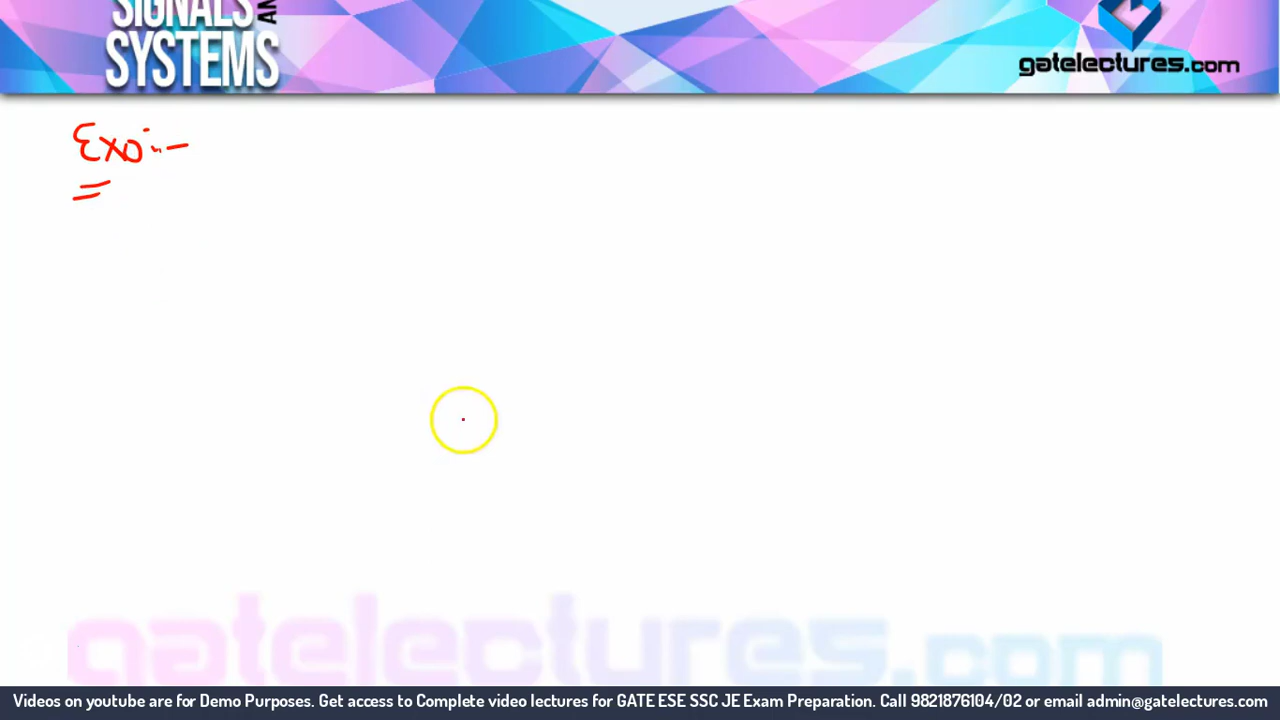 SIGNALS AN
SYSTEMS
gatelectures.com
Exo:-
gatelectures.com
Videos on youtube are for Demo Purposes. Get access to Complete video lectures for GATE ESE SSC JE Exam Preparation. Call 9821876104/02 or email admin@gatelectures.com